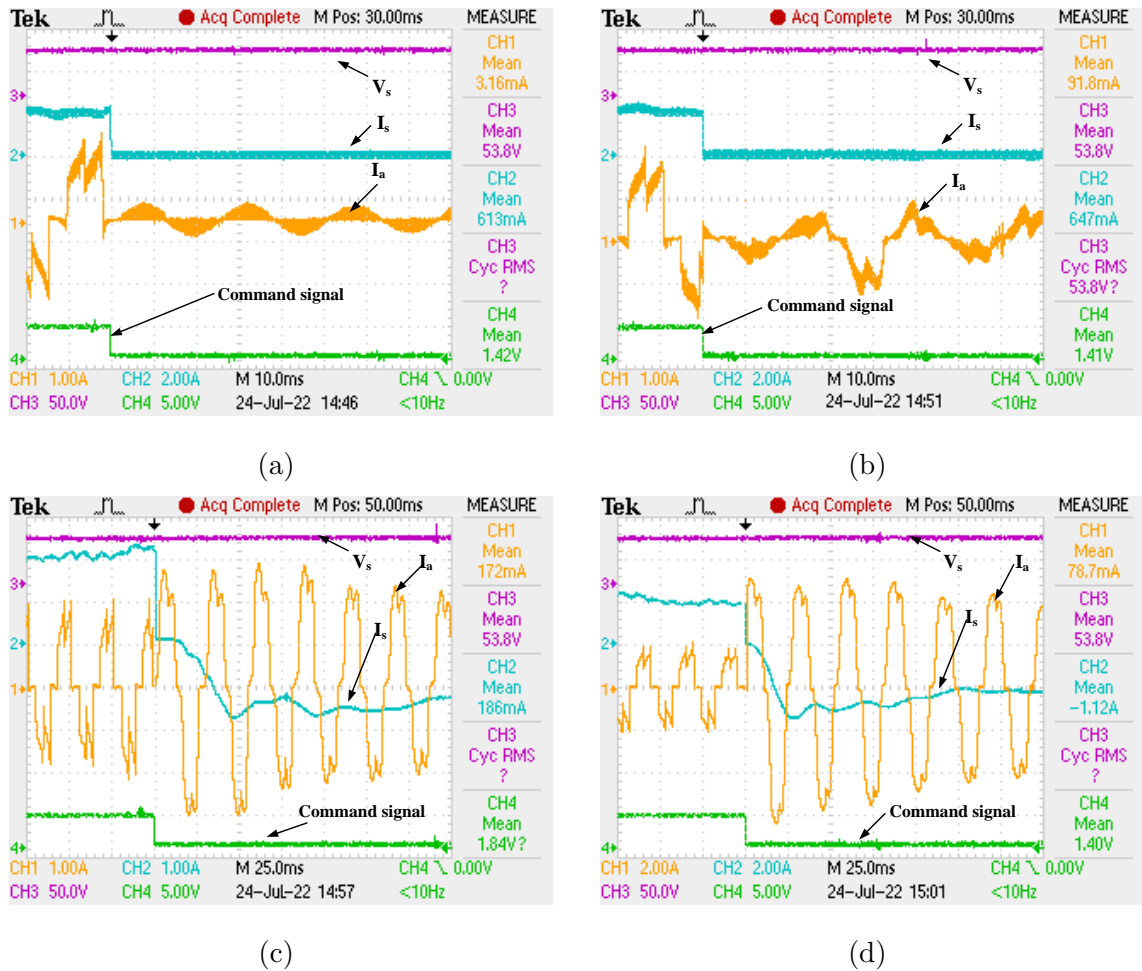 Tek Acq Complete M Pos: 30.00ms MEASURE
CH1
Mean
3.16mA
Vs
3
CH3
Mean
53.8V
Is
2
CH2
Mean
613mA
Ia
1
CH3
Cyc RMS
?
Command signal
CH4
Mean
1.42V
4
CH1 1.00A CH2 2.00A M 10.0ms CH4 0.00V
CH3 50.0V CH4 5.00V 24-Jul-22 14:46 <10Hz
(a)
Tek Acq Complete M Pos: 30.00ms MEASURE
CH1
Mean
91.8mA
Vs
3
CH3
Mean
53.8V
Is
2
CH2
Mean
647mA
Ia
1
CH3
Cyc RMS
53.8V?
Command signal
CH4
Mean
1.41V
4
CH1 1.00A CH2 2.00A M 10.0ms CH4 0.00V
CH3 50.0V CH4 5.00V 24-Jul-22 14:51 <10Hz
(b)
Tek Acq Complete M Pos: 50.00ms MEASURE
CH1
Mean
172mA
Vs
Ia
3
CH3
Mean
53.8V
Is
2
CH2
Mean
186mA
1
CH3
Cyc RMS
?
Command signal
CH4
Mean
1.84V?
4
CH1 1.00A CH2 1.00A M 25.0ms CH4 0.00V
CH3 50.0V CH4 5.00V 24-Jul-22 14:57 <10Hz
(c)
Tek Acq Complete M Pos: 50.00ms MEASURE
CH1
Mean
78.7mA
Vs
Ia
3
CH3
Mean
53.8V
Is
2
CH2
Mean
-1.12A
1
CH3
Cyc RMS
?
Command signal
CH4
Mean
1.40V
4
CH1 2.00A CH2 2.00A M 25.0ms CH4 0.00V
CH3 50.0V CH4 5.00V 24-Jul-22 15:01 <10Hz
(d)